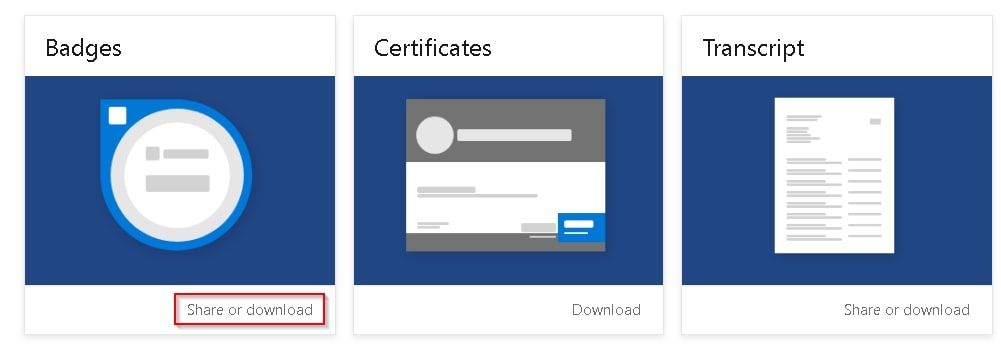 Badges
Certificates
Transcript
Share or download
Download
Share or download